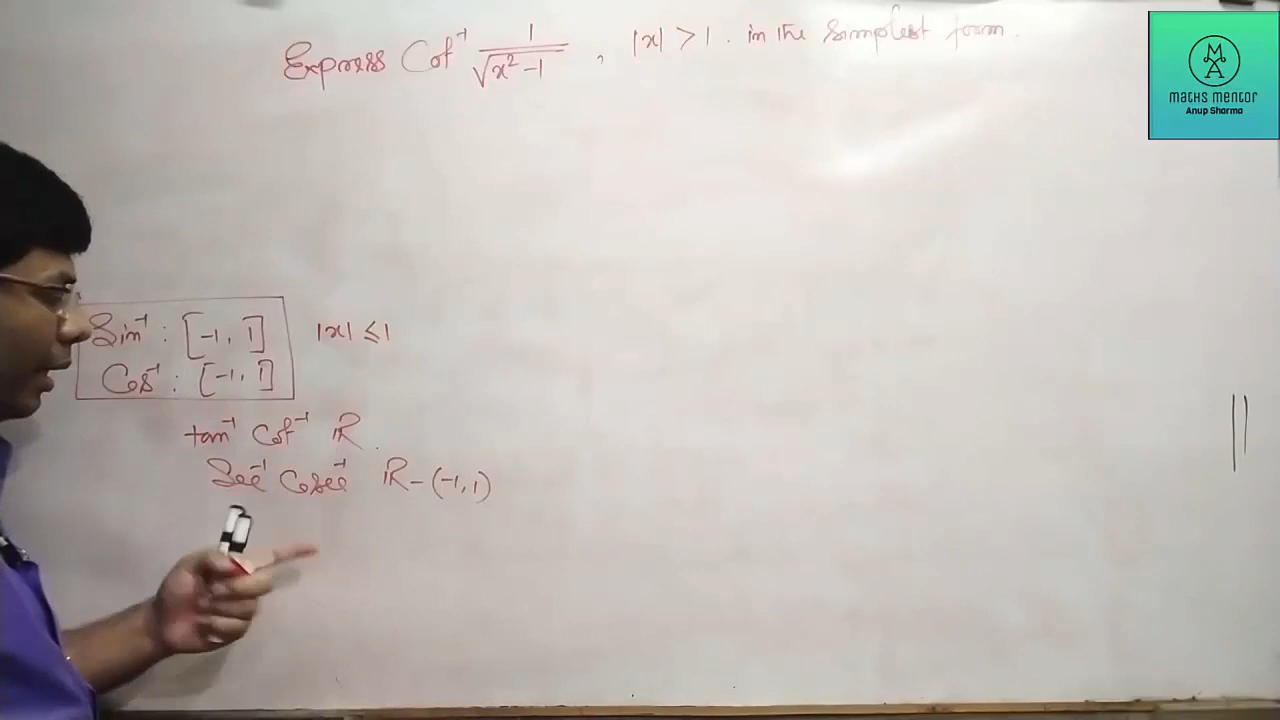 Express Cot⁻¹ 1/√(x²-1) , |x| > 1 . in the simplest form.
MA
maths mentor
Anup Sharma
Sin⁻¹ : [-1, 1] |x| ≤ 1
Cos⁻¹ : [-1, 1]
tan⁻¹ Cot⁻¹ R
Sec⁻¹ Cosec⁻¹ R - (-1, 1)